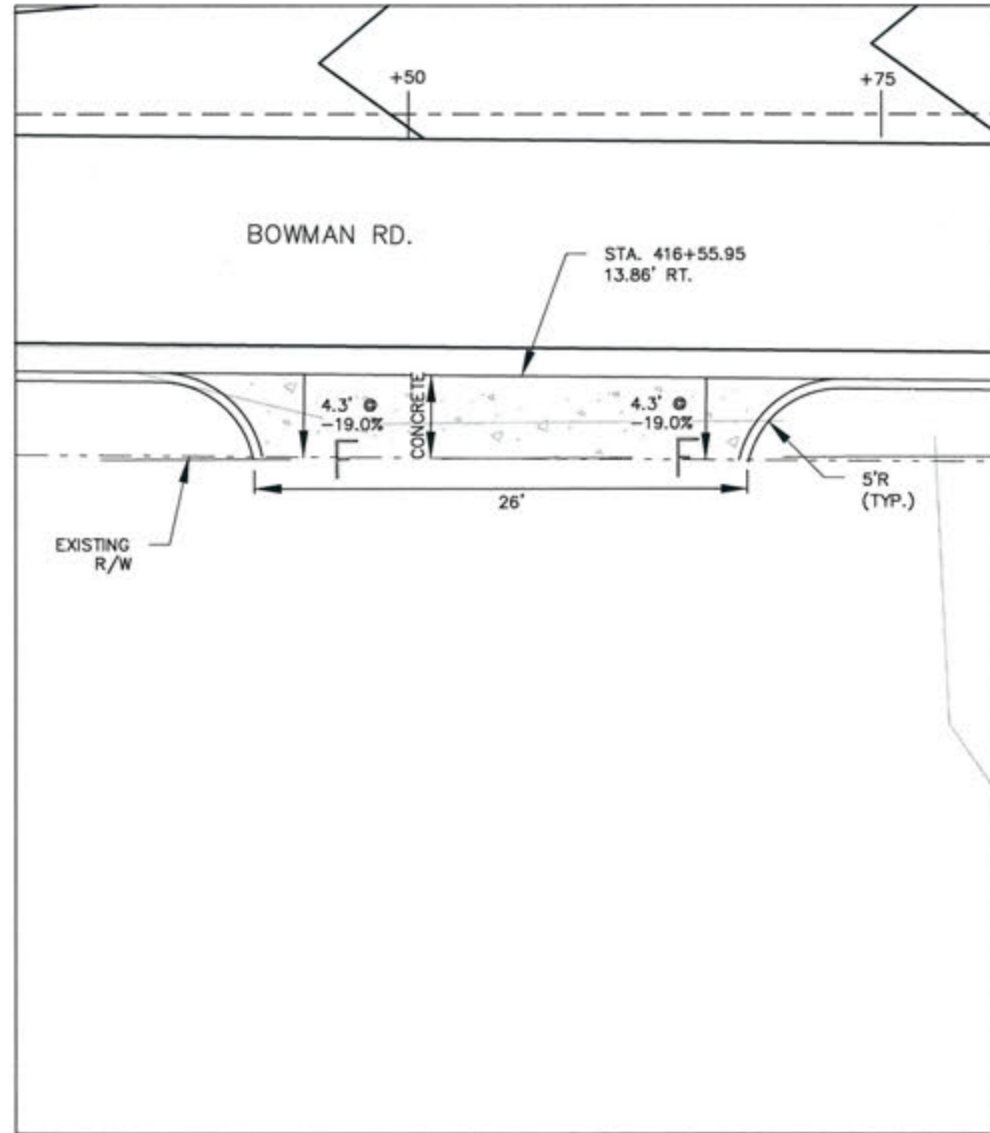 +50
+75
BOWMAN RD.
STA. 416+55.95
13.86' RT.
4.3' @
-19.0%
CONCRETE
4.3' @
-19.0%
26'
5'R
(TYP.)
EXISTING
R/W